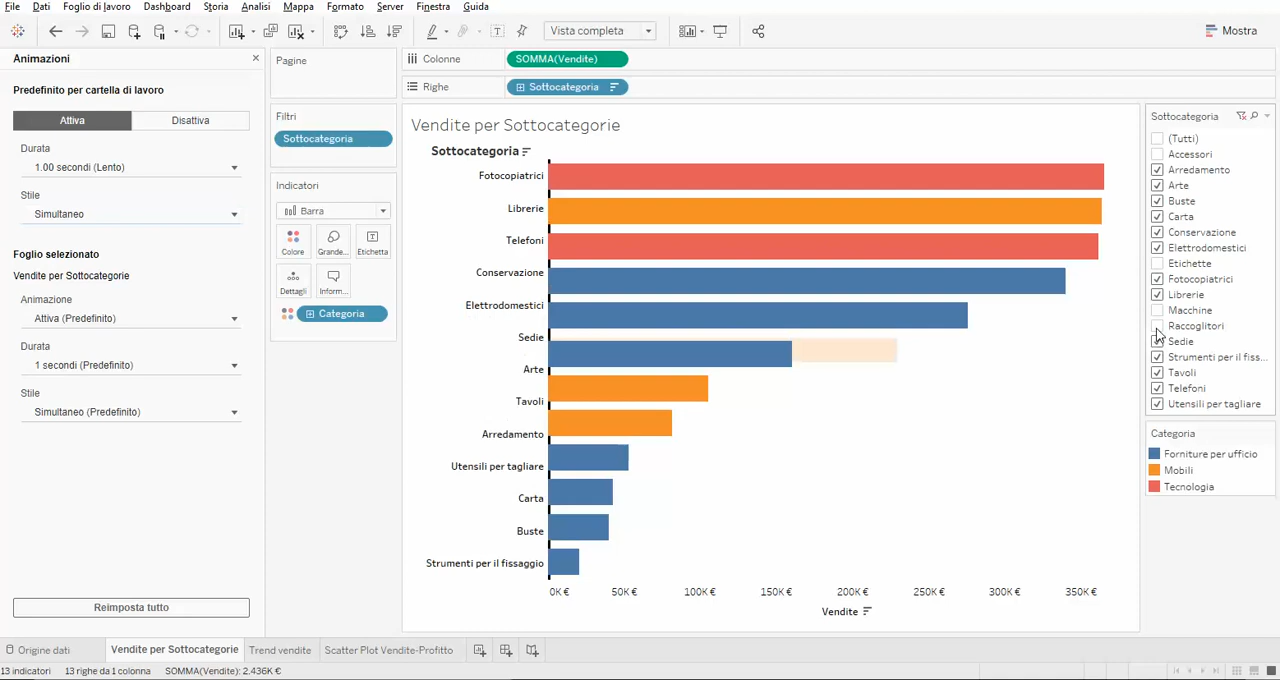 File Dati Foglio di lavoro Dashboard Storia Analisi Mappa Formato Server Finestra Guida
Vista completa Mostra
Animazioni
Predefinito per cartella di lavoro
Attiva Disattiva
Durata
1.00 secondi (Lento)
Stile
Simultaneo
Foglio selezionato
Vendite per Sottocategorie
Animazione
Attiva (Predefinito)
Durata
1 secondi (Predefinito)
Stile
Simultaneo (Predefinito)
Reimposta tutto
Pagine
Filtri
Sottocategoria
Indicatori
Barra
Colore Grande... Etichetta
Dettagli Inform...
Categoria
Colonne SOMMA(Vendite)
Righe Sottocategoria
Vendite per Sottocategorie
Sottocategoria
Fotocopiatrici
Librerie
Telefoni
Conservazione
Elettrodomestici
Sedie
Arte
Tavoli
Arredamento
Utensili per tagliare
Carta
Buste
Strumenti per il fissaggio
0K € 50K € 100K € 150K € 200K € 250K € 300K € 350K €
Vendite
Sottocategoria
(Tutti)
Accessori
Arredamento
Arte
Buste
Carta
Conservazione
Elettrodomestici
Etichette
Fotocopiatrici
Librerie
Macchine
Raccoglitori
Sedie
Strumenti per il fiss...
Tavoli
Telefoni
Utensili per tagliare
Categoria
Forniture per ufficio
Mobili
Tecnologia
Origine dati Vendite per Sottocategorie Trend vendite Scatter Plot Vendite-Profitto
13 indicatori 13 righe da 1 colonna SOMMA(Vendite): 2.436K €